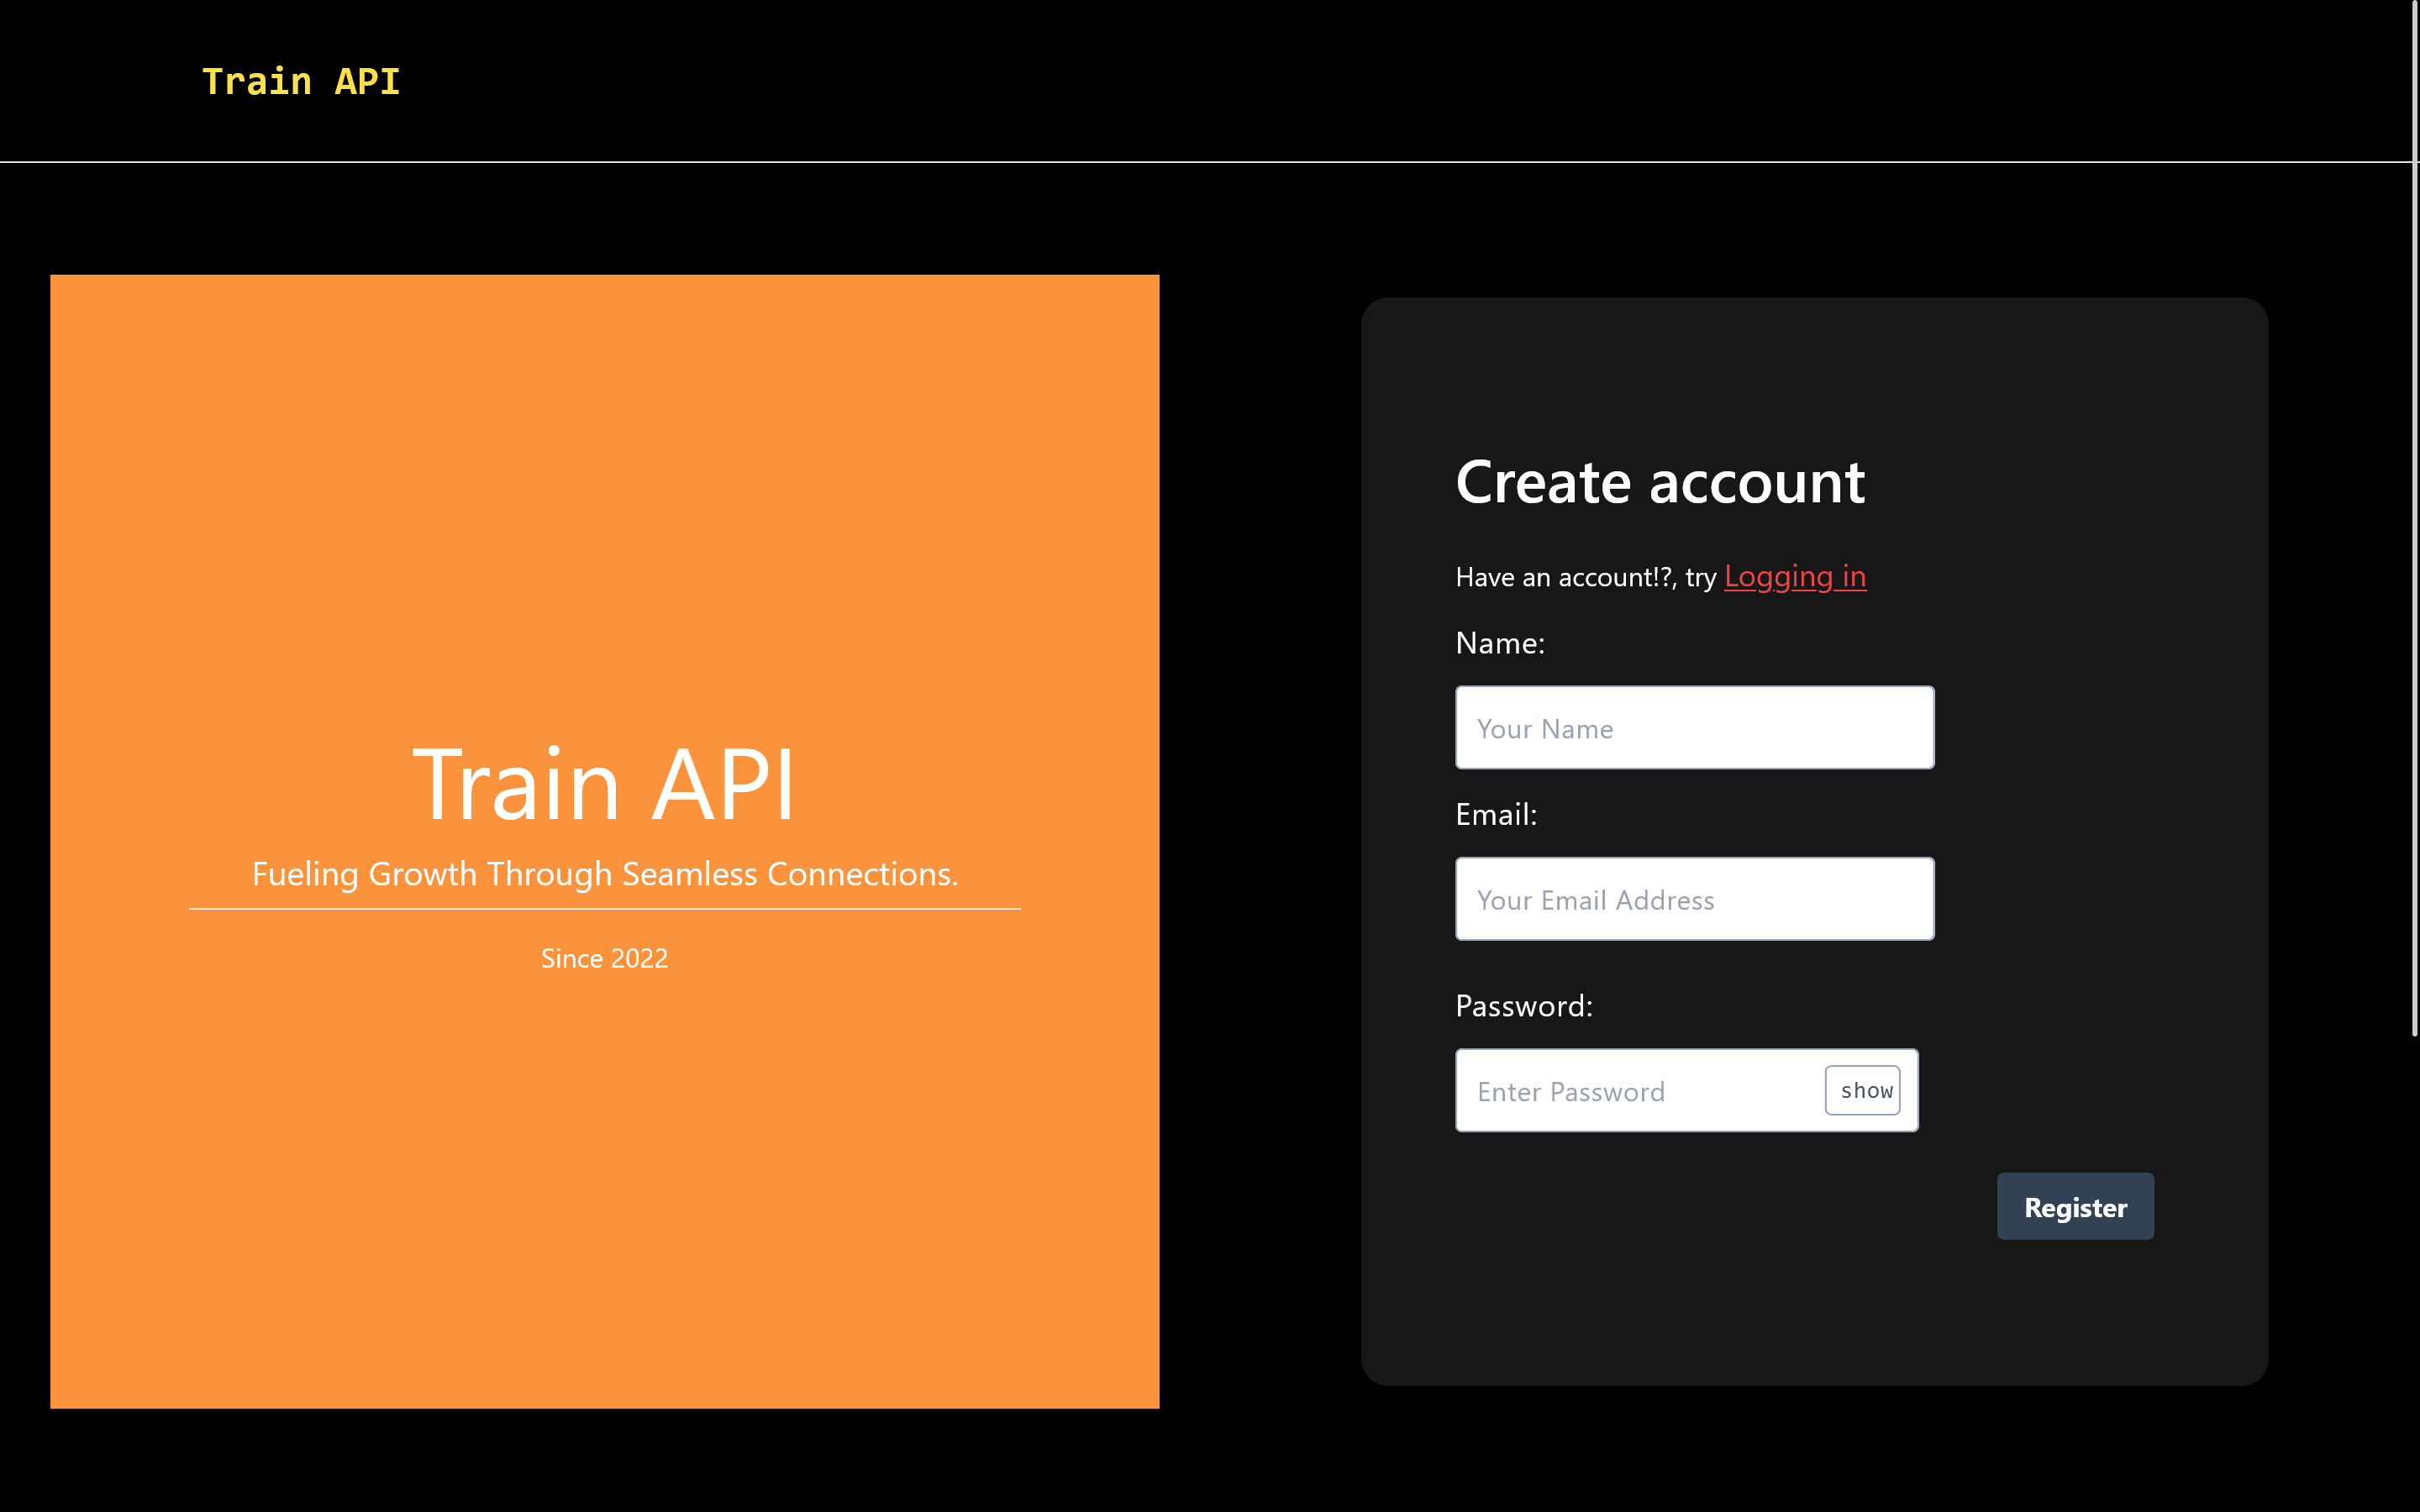 Train API
Train API
Fueling Growth Through Seamless Connections.
Since 2022
Create account
Have an account!?, try Logging in
Name:
Your Name
Email:
Your Email Address
Password:
Enter Password
show
Register